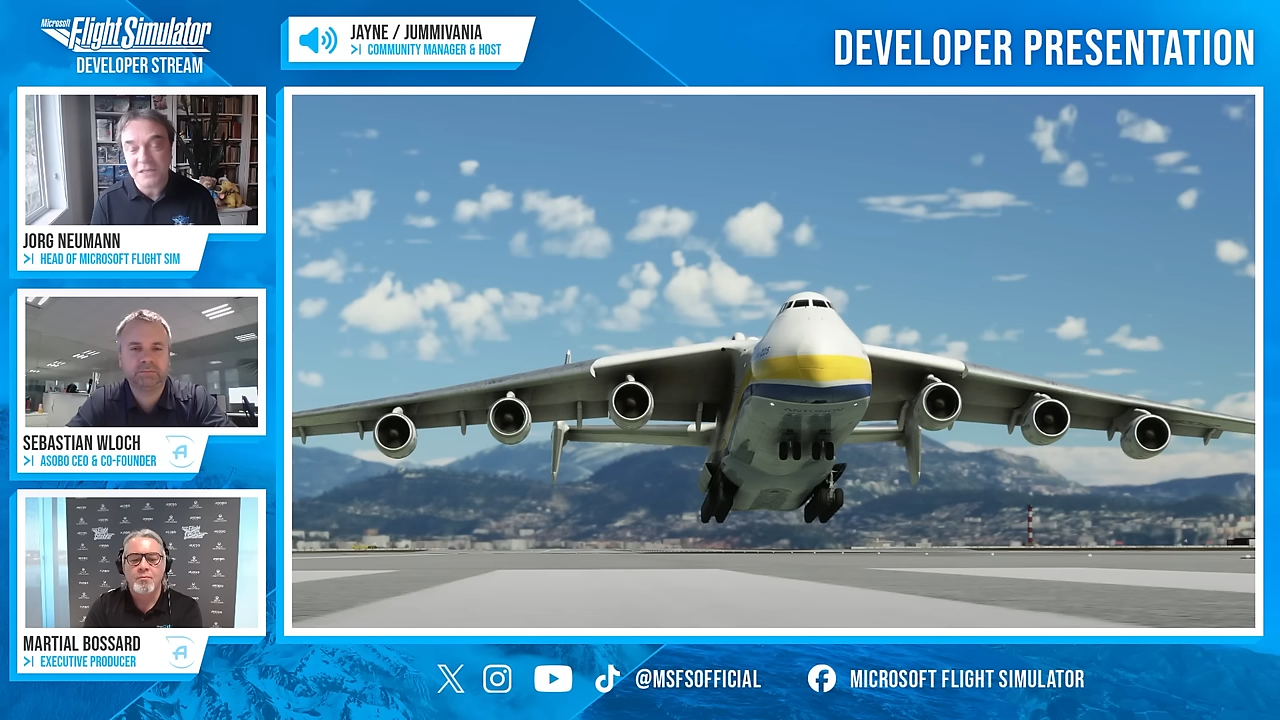 Microsoft
Flight Simulator
DEVELOPER STREAM
JAYNE / JUMMIVANIA
COMMUNITY MANAGER & HOST
DEVELOPER PRESENTATION
JORG NEUMANN
HEAD OF MICROSOFT FLIGHT SIM
SEBASTIAN WLOCH
ASOBO CEO & CO-FOUNDER
MARTIAL BOSSARD
EXECUTIVE PRODUCER
@MSFSOFFICIAL
MICROSOFT FLIGHT SIMULATOR